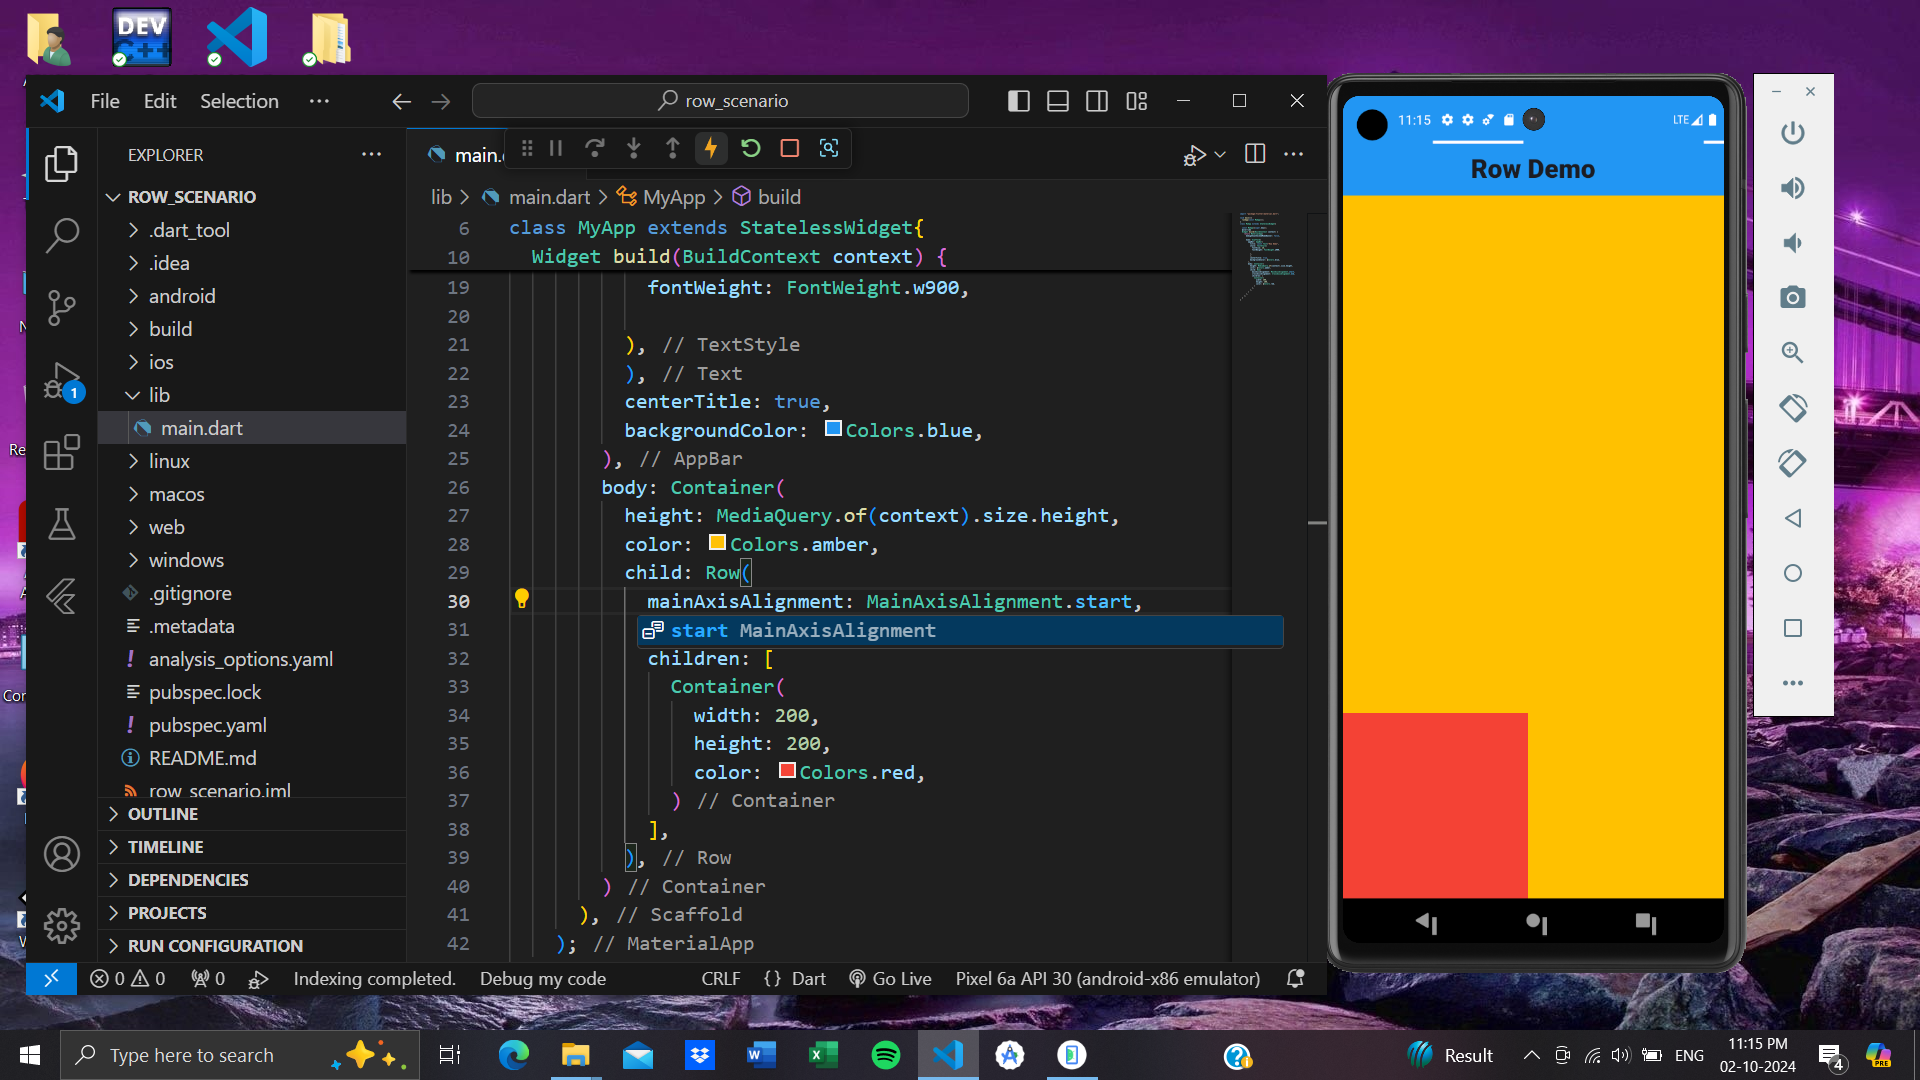 DEV
C++
File
Edit
Selection
row_scenario
EXPLORER
ROW_SCENARIO
.dart_tool
.idea
android
build
ios
lib
main.dart
linux
macos
web
windows
.gitignore
.metadata
analysis_options.yaml
pubspec.lock
pubspec.yaml
README.md
row_scenario.iml
OUTLINE
TIMELINE
DEPENDENCIES
PROJECTS
RUN CONFIGURATION
1
main.
lib > main.dart > MyApp > build
6 class MyApp extends StatelessWidget{
10 Widget build(BuildContext context) {
19 fontWeight: FontWeight.w900,
20
21 ), // TextStyle
22 ), // Text
23 centerTitle: true,
24 backgroundColor: Colors.blue,
25 ), // AppBar
26 body: Container(
27 height: MediaQuery.of(context).size.height,
28 color: Colors.amber,
29 child: Row(
30 mainAxisAlignment: MainAxisAlignment.start,
31 start MainAxisAlignment
32 children: [
33 Container(
34 width: 200,
35 height: 200,
36 color: Colors.red,
37 ) // Container
38 ],
39 ), // Row
40 ) // Container
41 ), // Scaffold
42 ); // MaterialApp
0 0 0 Indexing completed. Debug my code CRLF {} Dart Go Live Pixel 6a API 30 (android-x86 emulator)
11:15 LTE
Row Demo
Re
Cor
Type here to search
Result
ENG
11:15 PM
02-10-2024
4
PRE